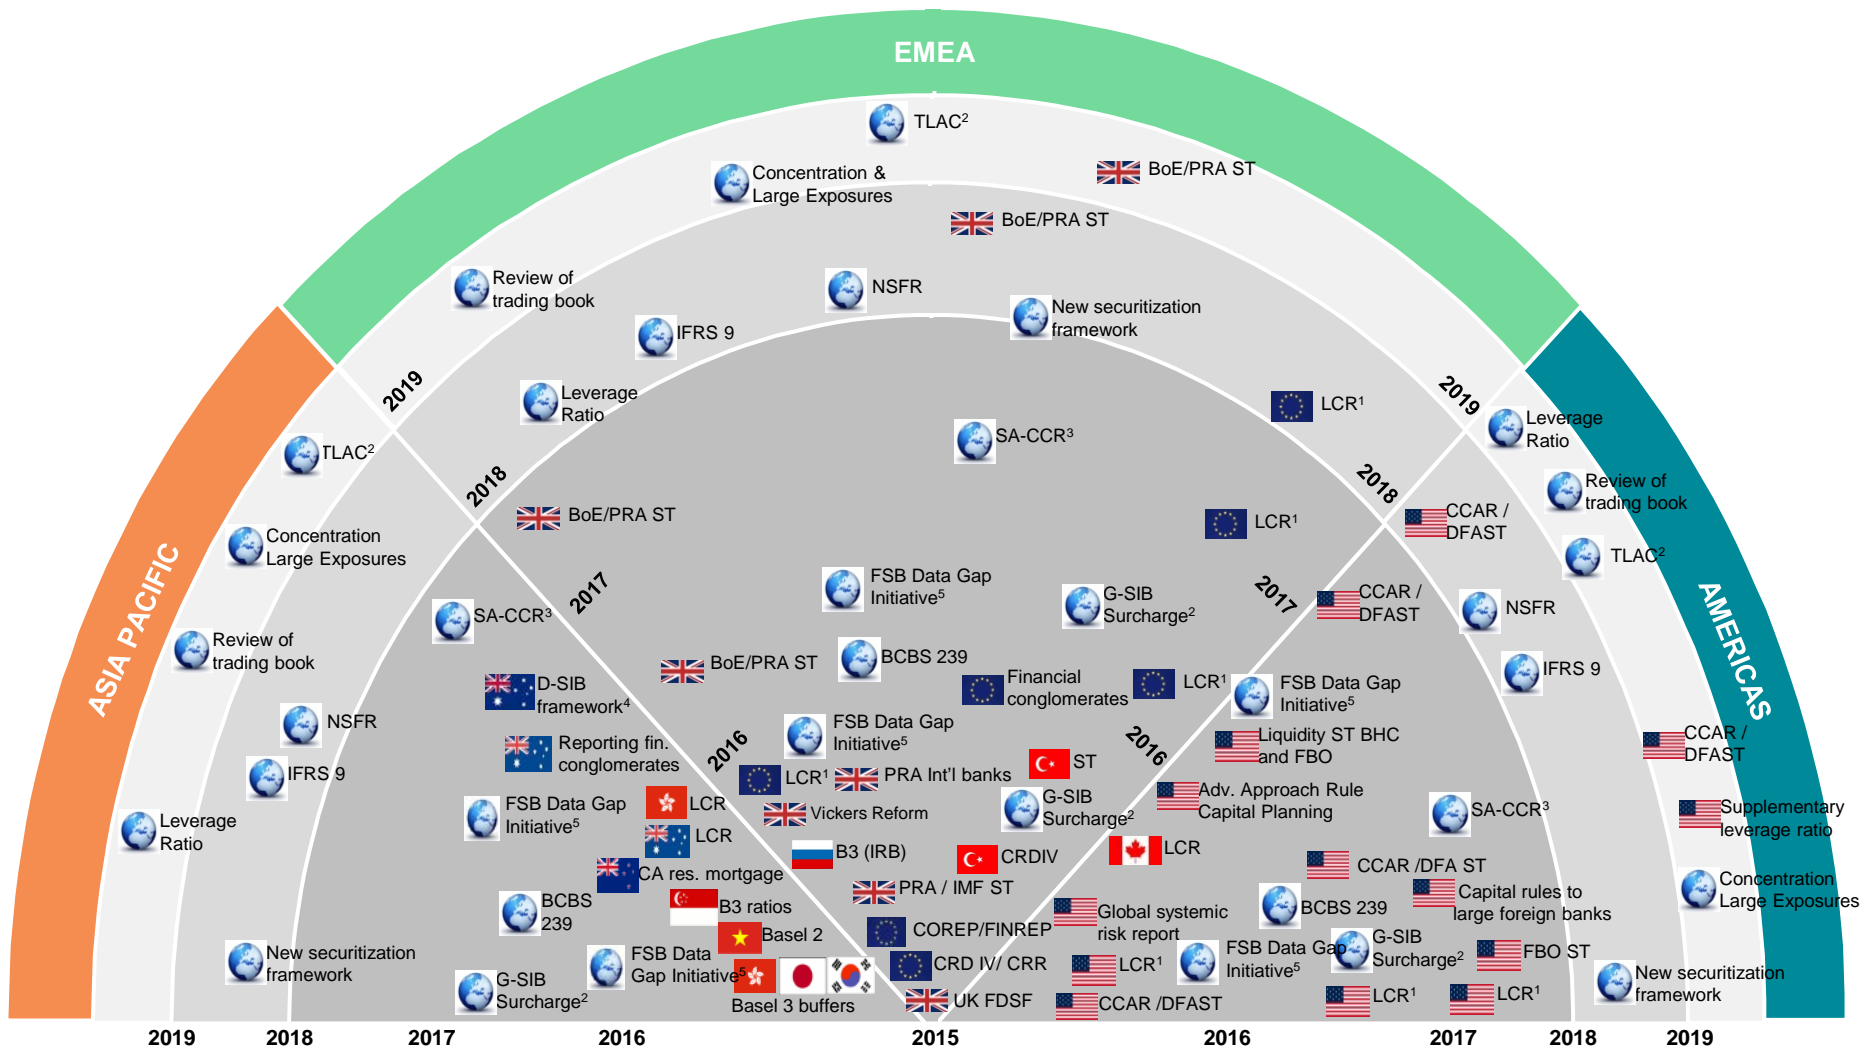 EMEA
TLAC²
BoE/PRA ST
Concentration &
Large Exposures
BoE/PRA ST
Review of
trading book
NSFR
New securitization
framework
IFRS 9
2019
2019
Leverage
Ratio
LCR¹
SA-CCR³
2018
2018
BoE/PRA ST
LCR¹
2017
2017
FSB Data Gap
Initiative⁵
G-SIB
Surcharge²
BoE/PRA ST
BCBS 239
Financial
conglomerates
LCR¹
2016
2016
FSB Data Gap
Initiative⁵
ST
LCR¹
PRA Int'l banks
Vickers Reform
G-SIB
Surcharge²
B3 (IRB)
CRDIV
PRA / IMF ST
COREP/FINREP
CRD IV/ CRR
UK FDSF
ASIA PACIFIC
TLAC²
Concentration
Large Exposures
Review of
trading book
SA-CCR³
NSFR
D-SIB
framework⁴
IFRS 9
Reporting fin.
conglomerates
Leverage
Ratio
FSB Data Gap
Initiative⁵
LCR
LCR
CA res. mortgage
BCBS
239
B3 ratios
Basel 2
New securitization
framework
FSB Data
Gap Initiative⁵
G-SIB
Surcharge²
Basel 3 buffers
AMERICAS
Leverage
Ratio
Review of
trading book
CCAR /
DFAST
TLAC²
CCAR /
DFAST
NSFR
IFRS 9
FSB Data Gap
Initiative⁵
Liquidity ST BHC
and FBO
CCAR /
DFAST
Adv. Approach Rule
Capital Planning
SA-CCR³
Supplementary
leverage ratio
LCR
CCAR /DFA ST
Capital rules to
large foreign banks
Concentration
Large Exposures
Global systemic
risk report
BCBS 239
FSB Data Gap
Initiative⁵
G-SIB
Surcharge²
FBO ST
LCR¹
New securitization
framework
CCAR /DFAST
LCR¹
LCR¹
2019
2018
2017
2016
2015
2016
2017
2018
2019